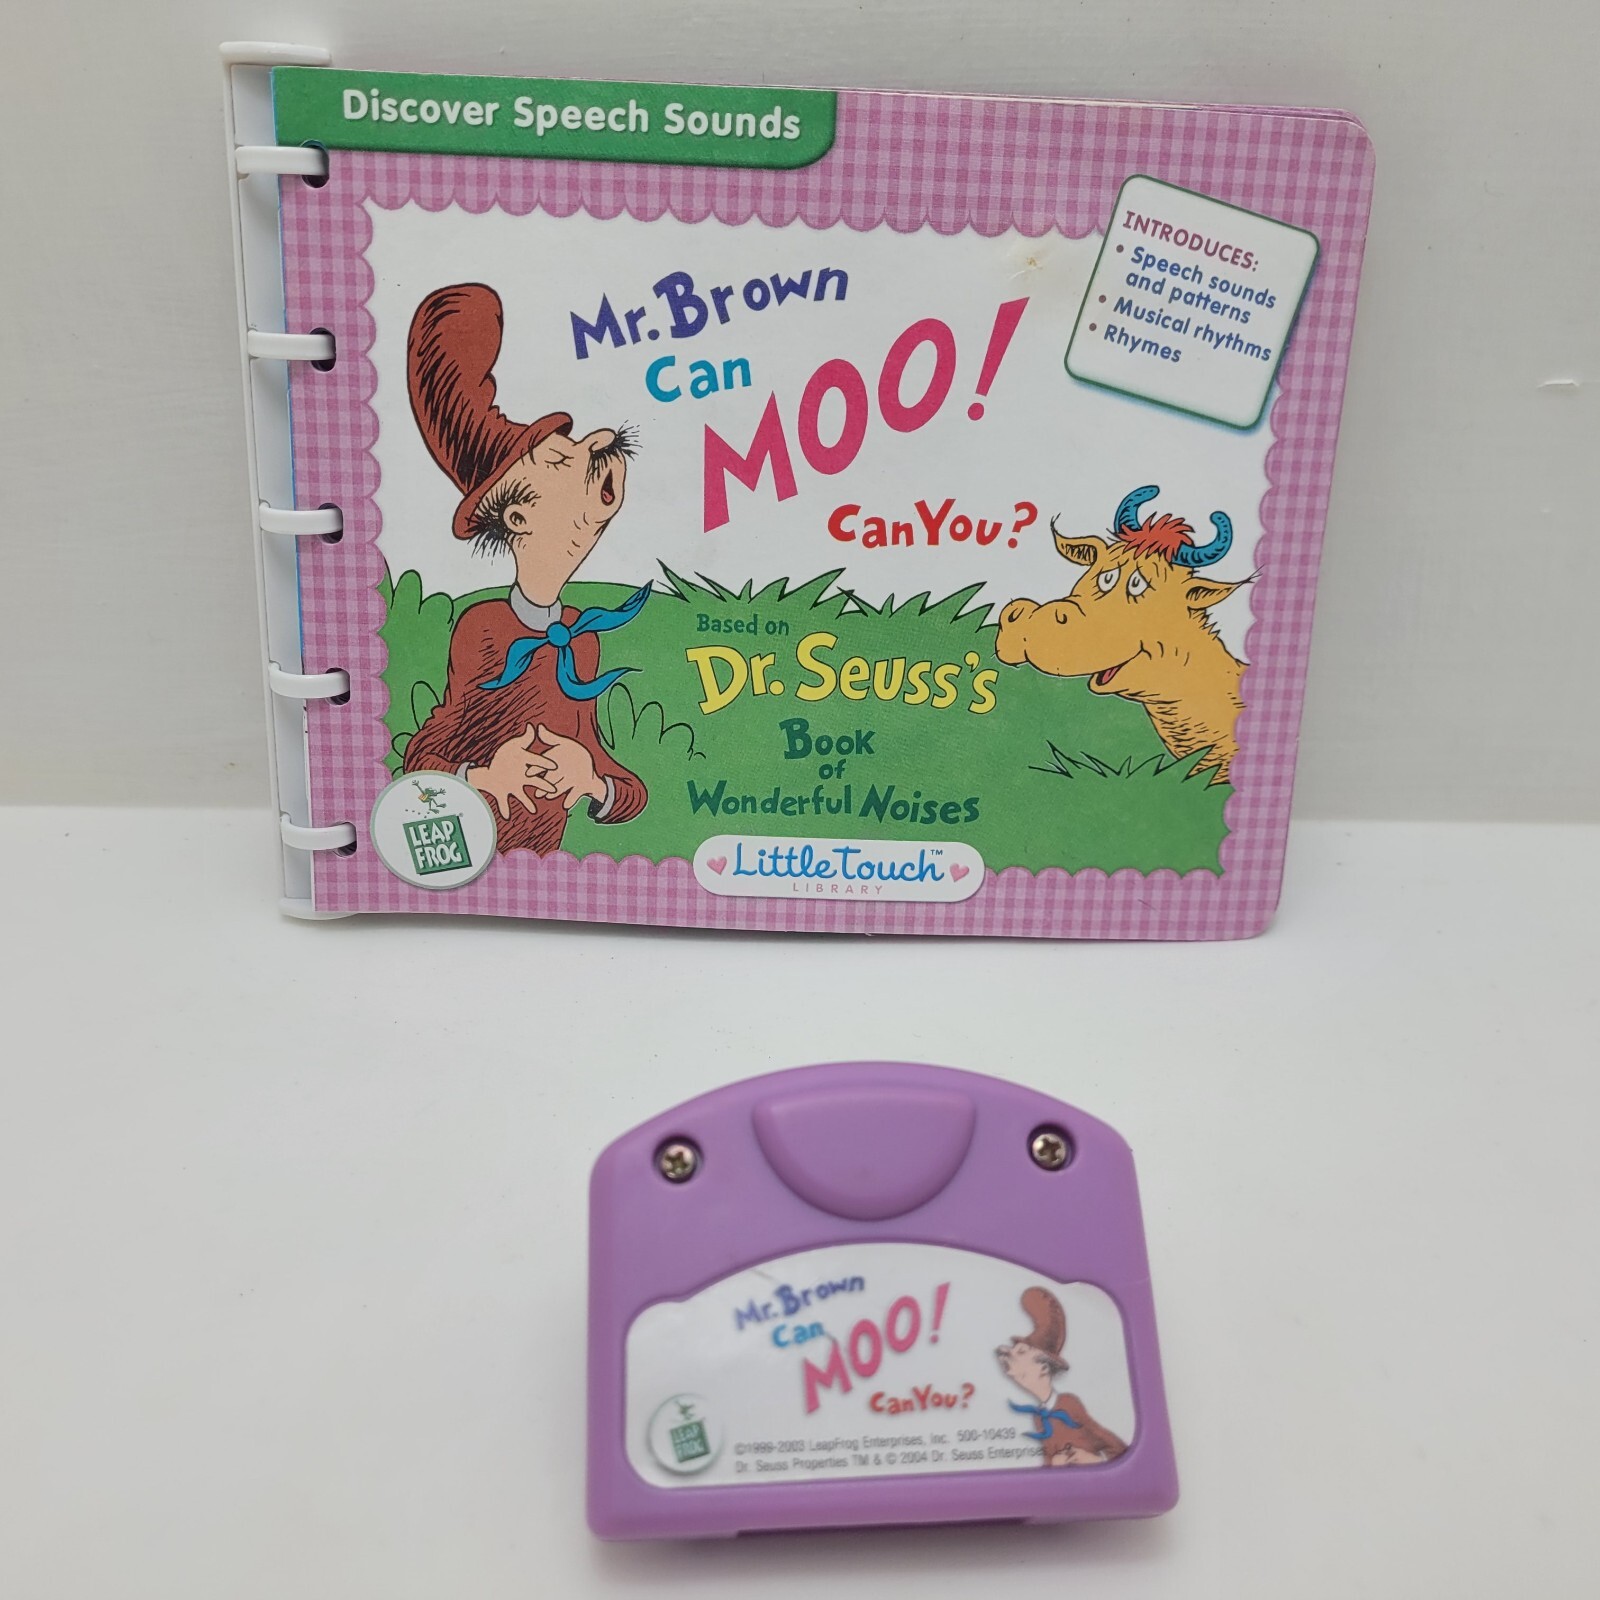 Discover Speech Sounds
INTRODUCES:
• Speech sounds
and patterns
• Musical rhythms
• Rhymes
Mr. Brown
Can
MOO!
Can You?
Based on
Dr. Seuss's
Book
of
Wonderful Noises
LEAP
FROG
Little Touch™
LIBRARY
Mr. Brown
Can
MOO!
Can You?
LEAP
FROG
©1999-2003 LeapFrog Enterprises, Inc. 500-10439
Dr. Seuss Properties TM & © 2004 Dr. Seuss Enterprises, L.P.